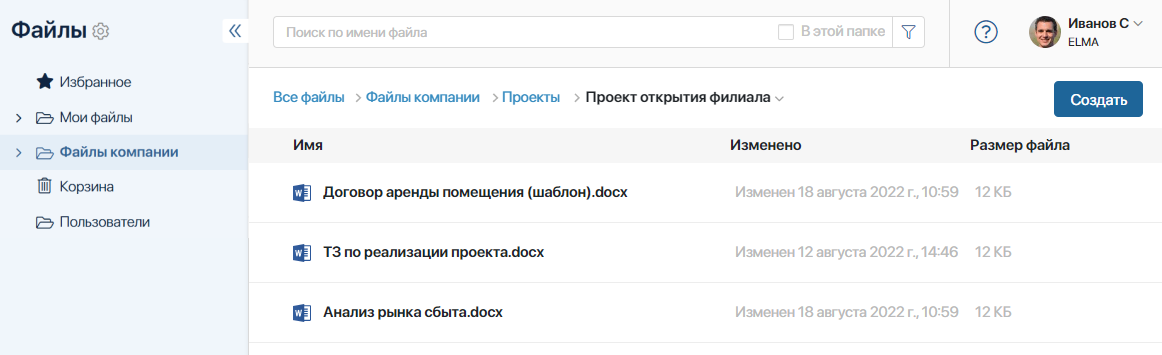 Файлы
Избранное
Мои файлы
Файлы компании
Корзина
Пользователи
Поиск по имени файла В этой папке
? Иванов С
ELMA
Все файлы > Файлы компании > Проекты > Проект открытия филиала
Создать
Имя Изменено Размер файла
Договор аренды помещения (шаблон).docx Изменен 18 августа 2022 г., 10:59 12 КБ
ТЗ по реализации проекта.docx Изменен 12 августа 2022 г., 14:46 12 КБ
Анализ рынка сбыта.docx Изменен 18 августа 2022 г., 10:59 12 КБ